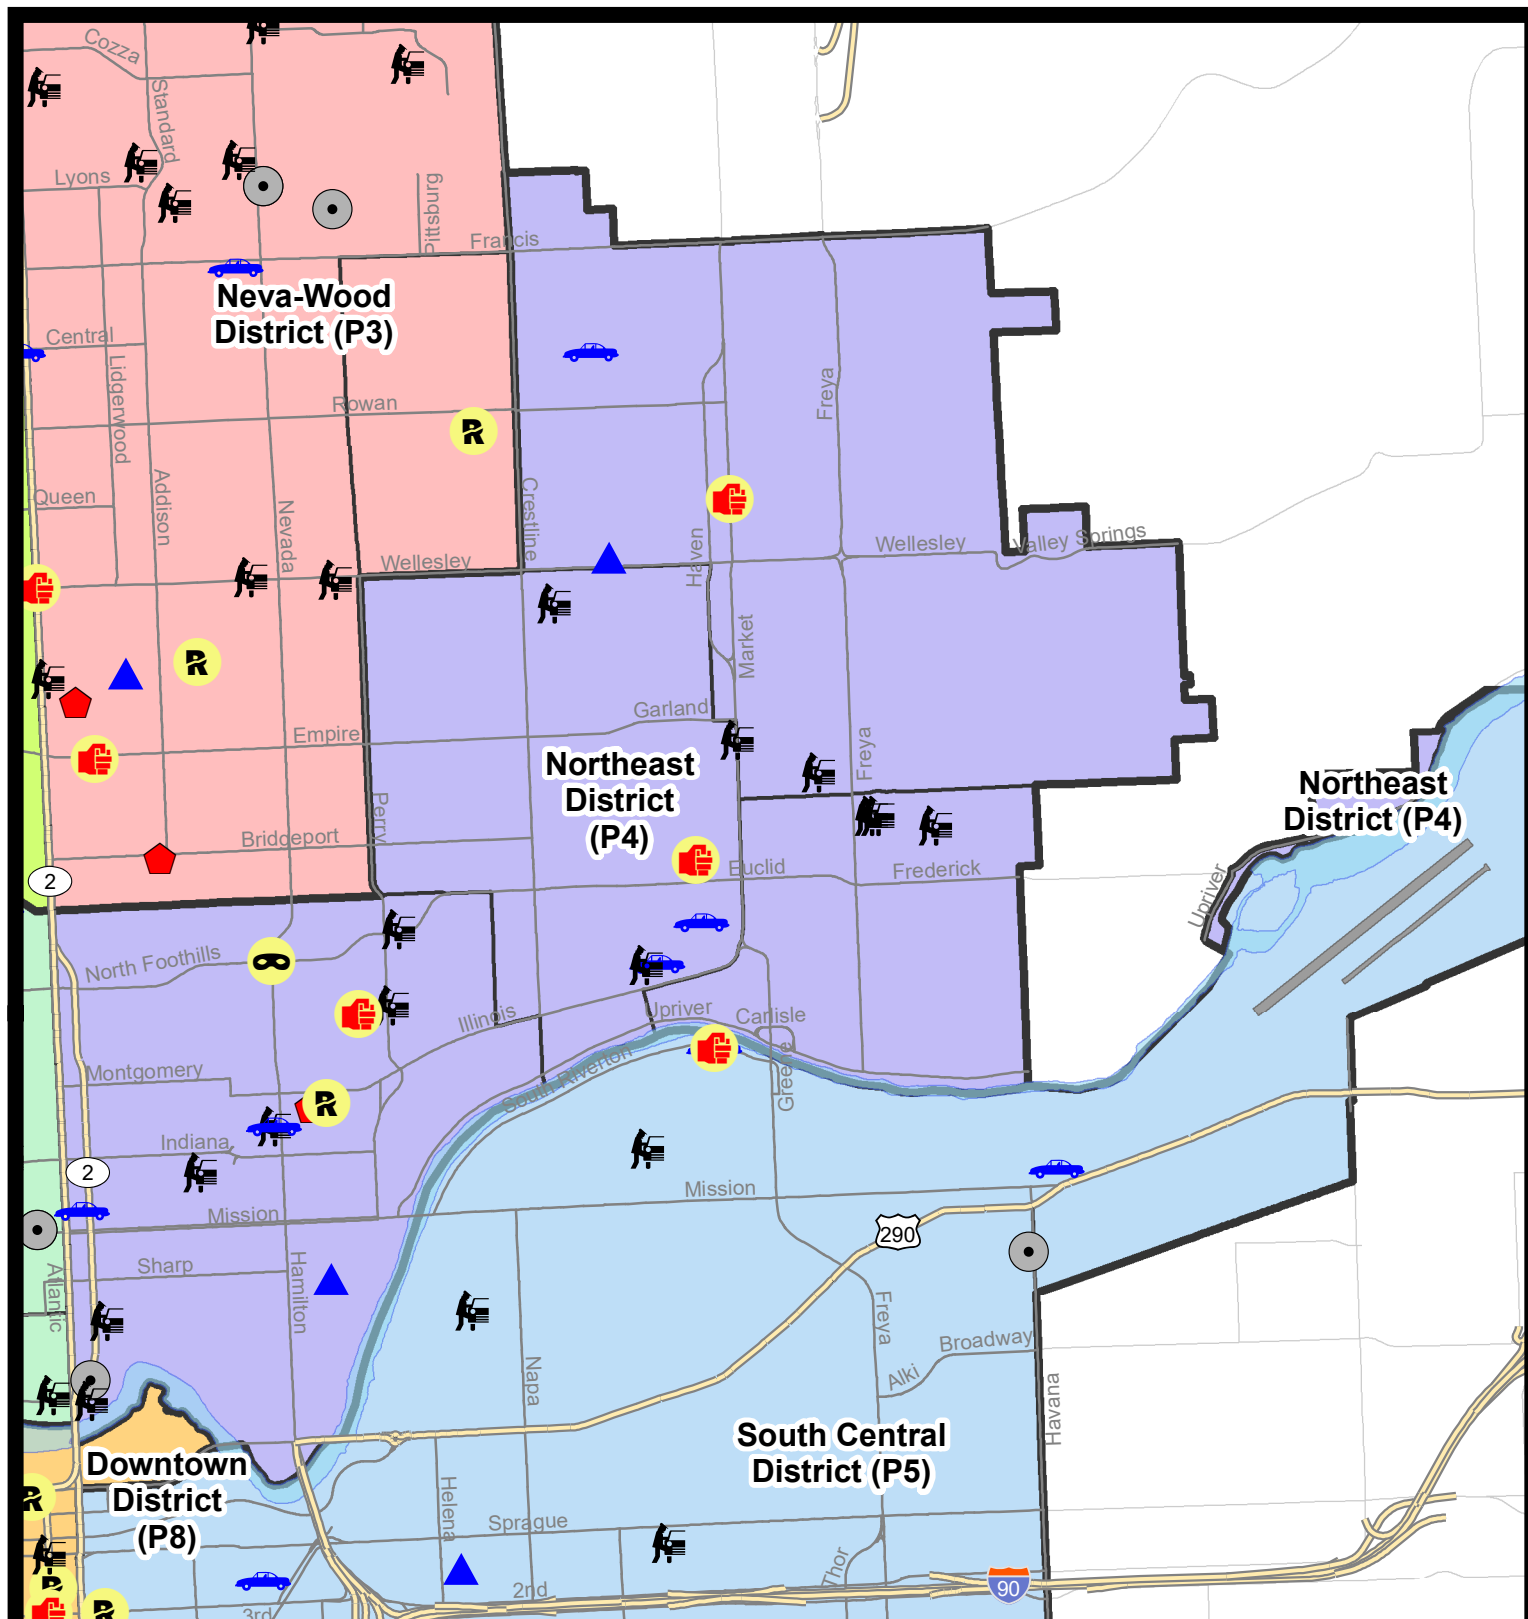 Cozza
Standard
Lyons
Pittsburg
Francis
Neva-Wood
District (P3)
Central
Lidgerwood
Rowan
Freya
Queen
Addison
Nevada
Crestline
Wellesley
Haven
Wellesley
Valley Springs
Market
Garland
Empire
Freya
Northeast
District
(P4)
Northeast
District (P4)
Perry
Bridgeport
Euclid
Frederick
2
Upriver
North Foothills
Illinois
Upriver
Carlisle
Greene
South Riverton
Montgomery
Indiana
2
Mission
Mission
290
Sharp
Atlantic
Hamilton
Freya
Broadway
Alki
Napa
Havana
South Central
District (P5)
Downtown
District
(P8)
Helena
Sprague
Thor
2nd
90
3rd
R
R
R
R
R
R